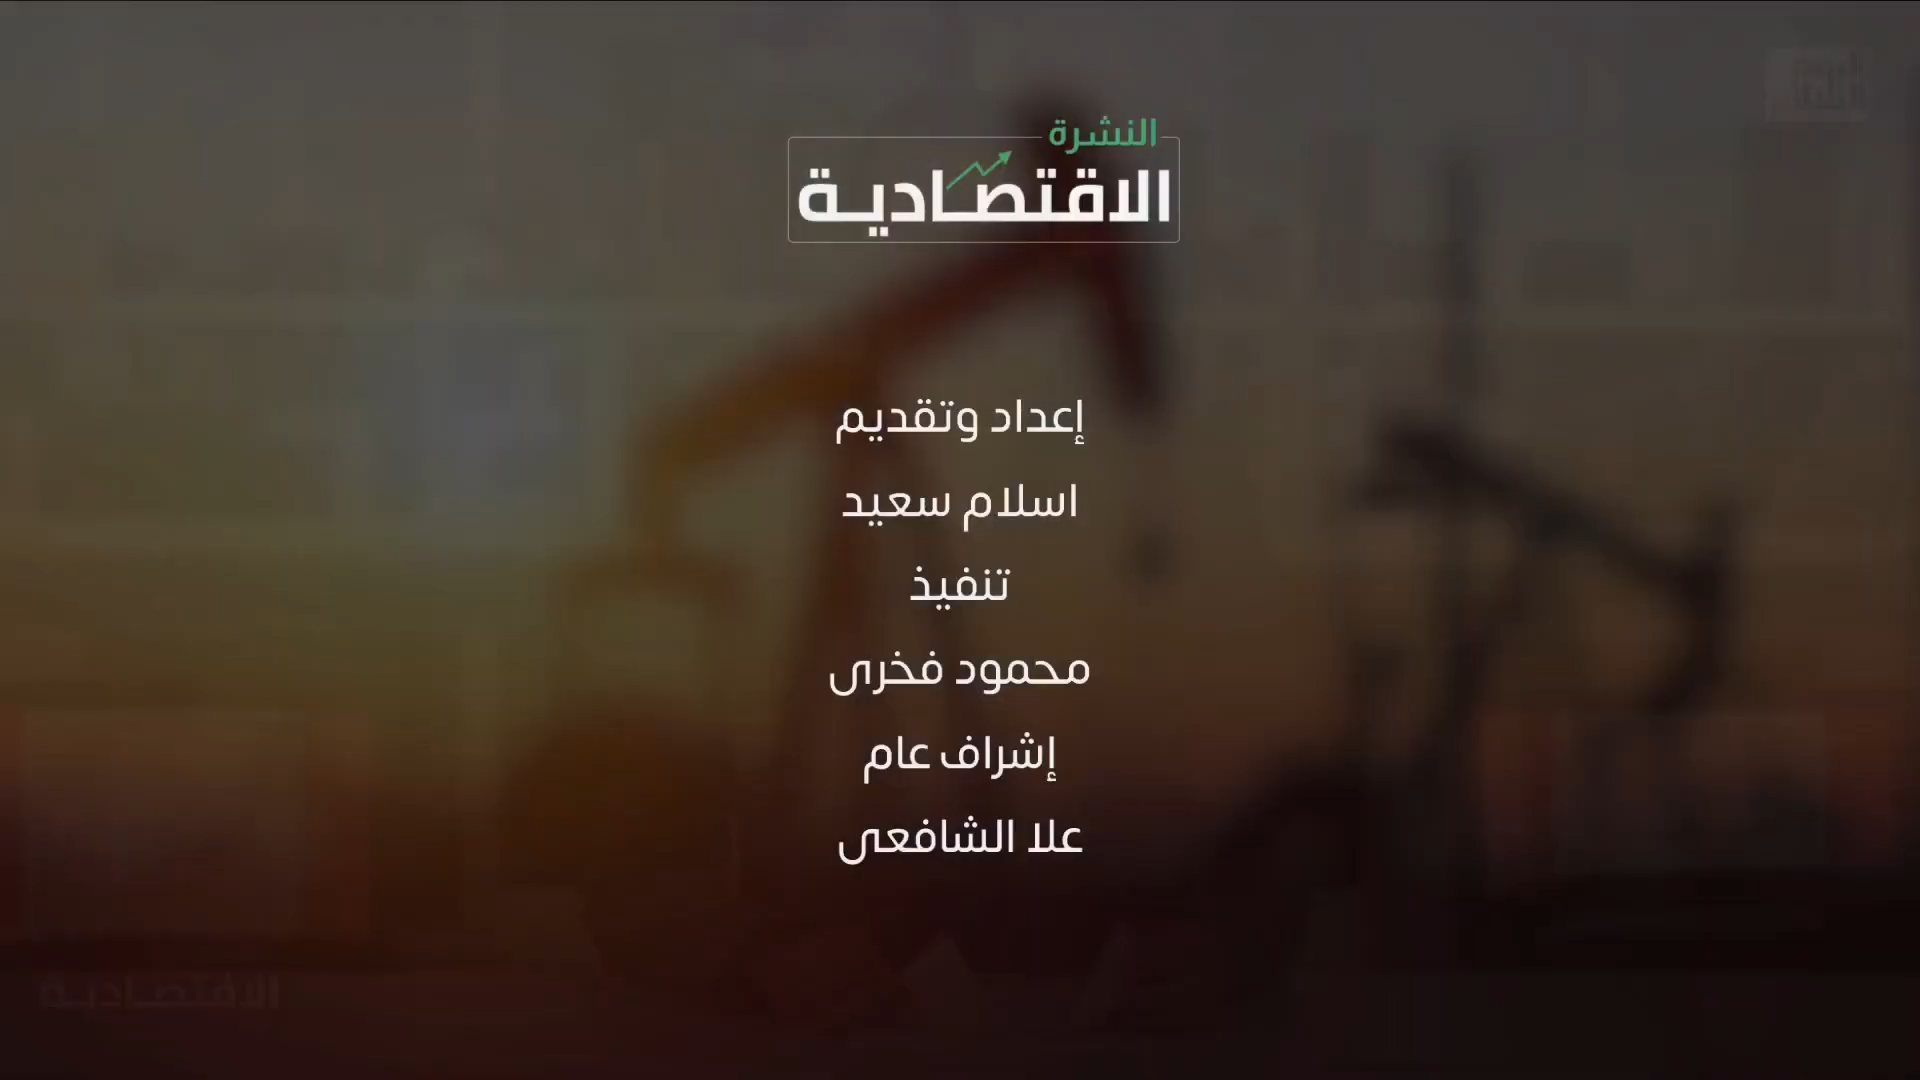 النشرة
الاقتصادية
إعداد وتقديم
اسلام سعيد
تنفيذ
محمود فخرى
إشراف عام
علا الشافعى
الاقتصادية